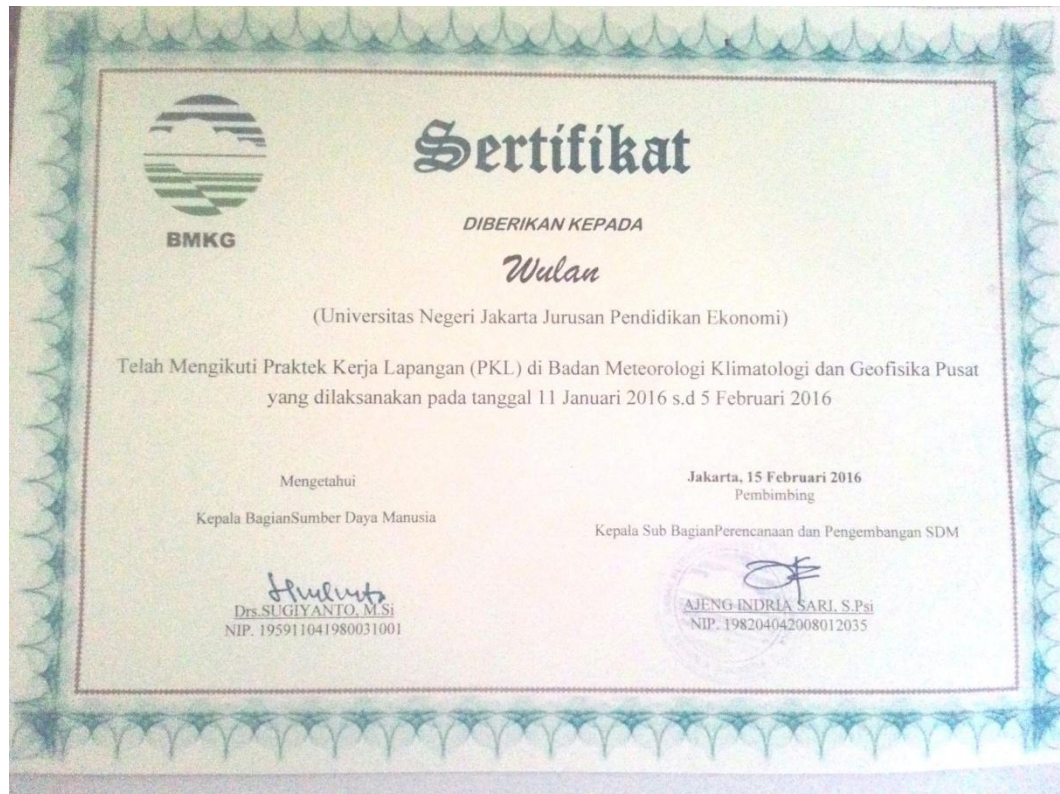 BMKG
Sertifikat
DIBERIKAN KEPADA
Wulan
(Universitas Negeri Jakarta Jurusan Pendidikan Ekonomi)
Telah Mengikuti Praktek Kerja Lapangan (PKL) di Badan Meteorologi Klimatologi dan Geofisika Pusat
yang dilaksanakan pada tanggal 11 Januari 2016 s.d 5 Februari 2016
Mengetahui
Kepala BagianSumber Daya Manusia
Drs.SUGIYANTO, M.Si
NIP. 195911041980031001
Jakarta, 15 Februari 2016
Pembimbing
Kepala Sub BagianPerencanaan dan Pengembangan SDM
AJENG INDRIA SARI, S.Psi
NIP. 198204042008012035